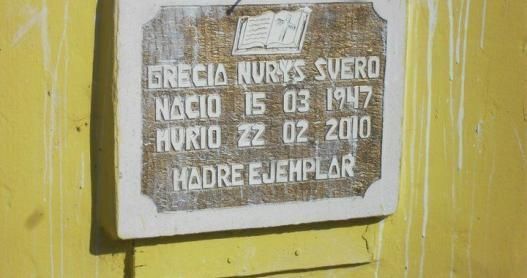 GRECIA NURYS SUERO
NACIO 15 03 1947
MURIO 22 02 2010
MADRE EJEMPLAR